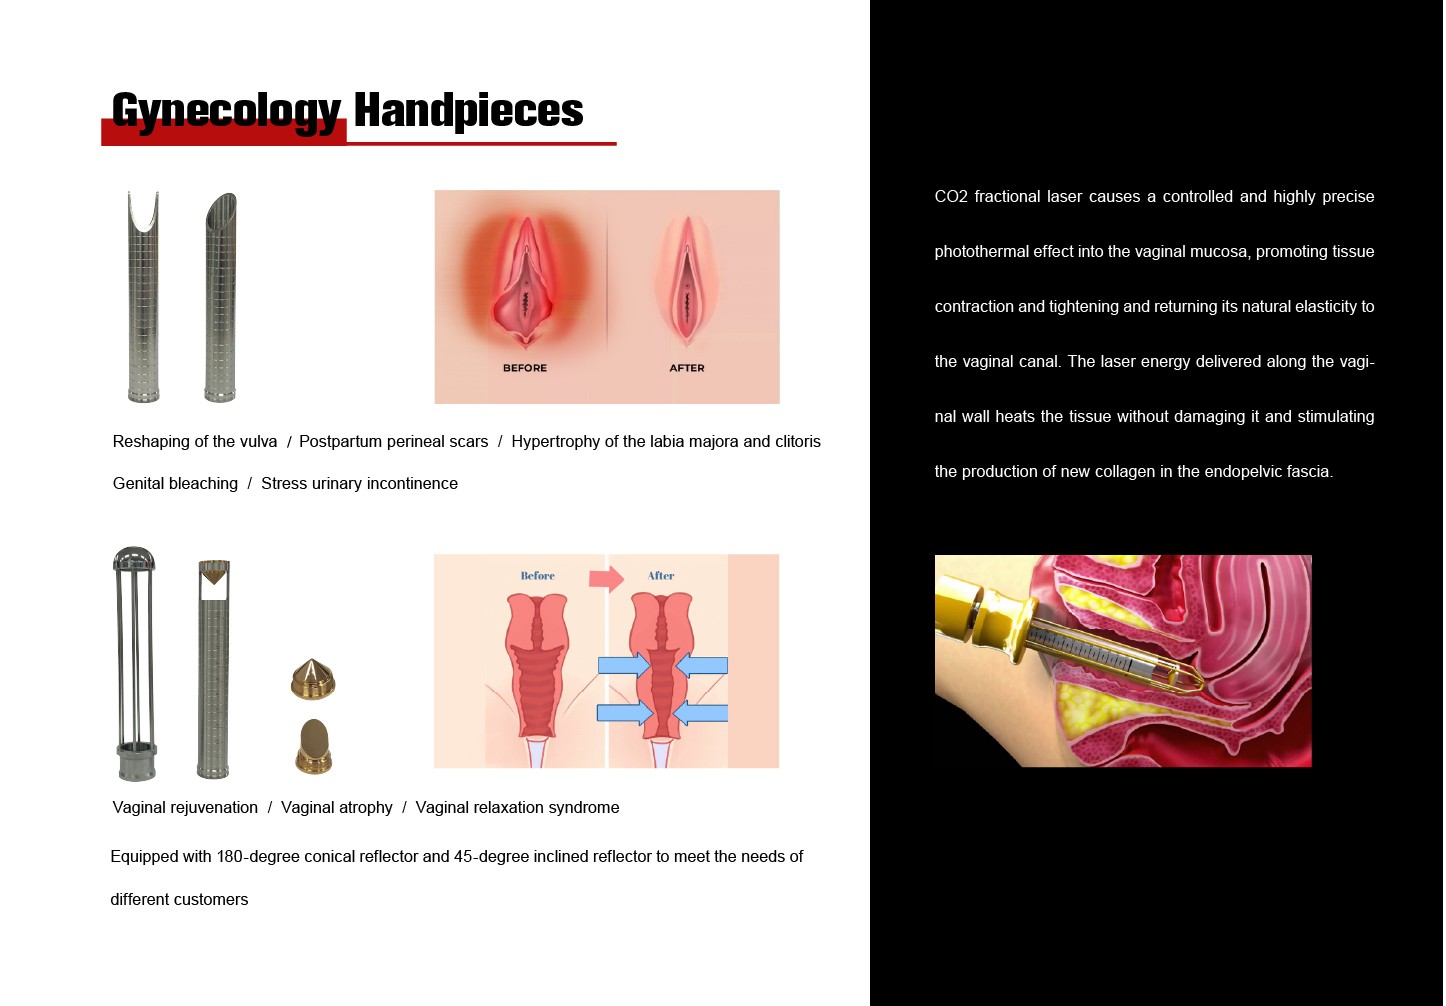 Gynecology Handpieces
BEFORE
AFTER
Reshaping of the vulva / Postpartum perineal scars / Hypertrophy of the labia majora and clitoris
Genital bleaching / Stress urinary incontinence
Before
After
Vaginal rejuvenation / Vaginal atrophy / Vaginal relaxation syndrome
Equipped with 180-degree conical reflector and 45-degree inclined reflector to meet the needs of
different customers
CO2 fractional laser causes a controlled and highly precise
photothermal effect into the vaginal mucosa, promoting tissue
contraction and tightening and returning its natural elasticity to
the vaginal canal. The laser energy delivered along the vagi-
nal wall heats the tissue without damaging it and stimulating
the production of new collagen in the endopelvic fascia.